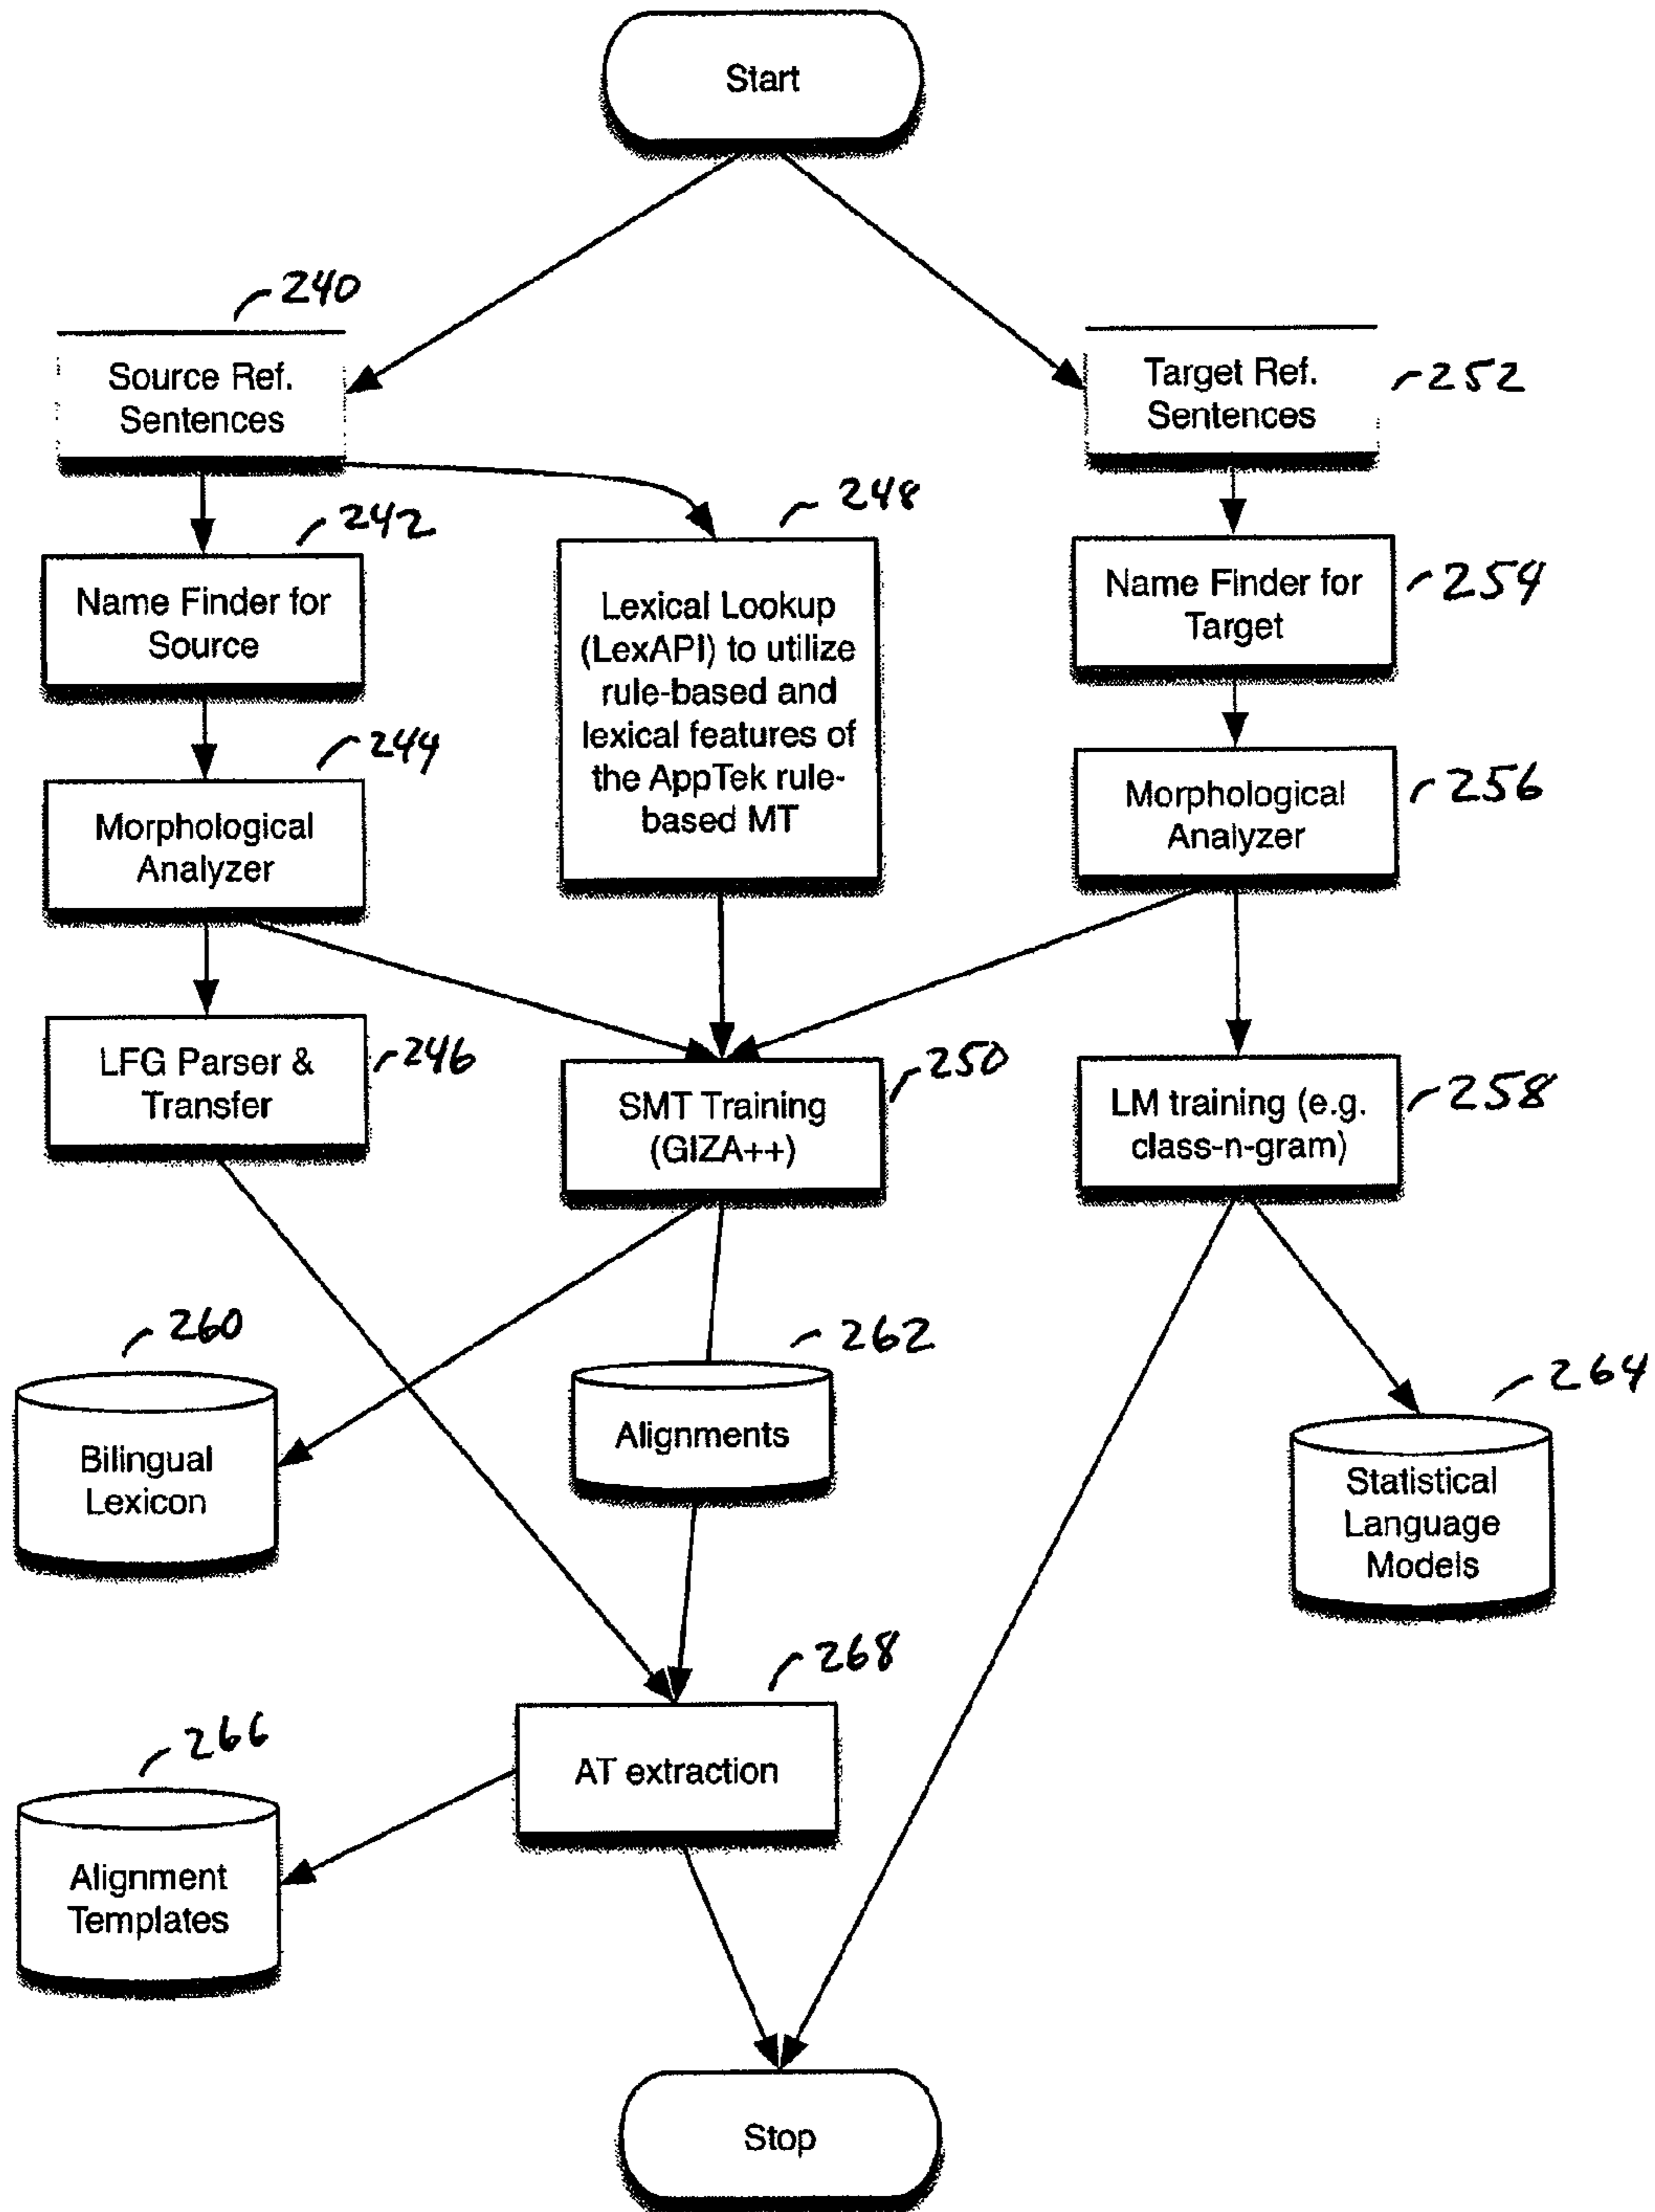 Start
240
Source Ref.
Sentences
Target Ref.
Sentences
252
242
Name Finder for
Source
248
Lexical Lookup
(LexAPI) to utilize
rule-based and
lexical features of
the AppTek rule-
based MT
Name Finder for
Target
254
244
Morphological
Analyzer
Morphological
Analyzer
256
LFG Parser &
Transfer
246
SMT Training
(GIZA++)
250
LM training (e.g.
class-n-gram)
258
260
Bilingual
Lexicon
262
Alignments
264
Statistical
Language
Models
266
Alignment
Templates
268
AT extraction
Stop